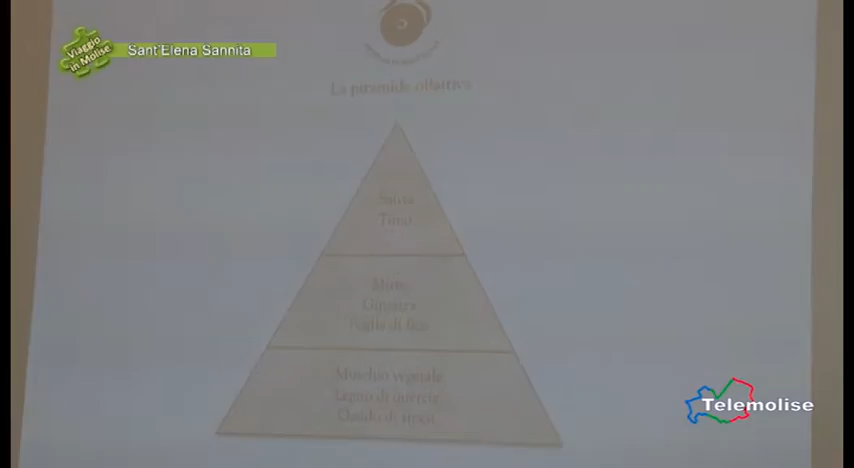 Viaggio
in Molise
Sant'Elena Sannita
La piramide olfattiva
Timo
Mirto
Ginestra
Foglie di fico
Muschio vegetale
Legno di quercia
Telemolise